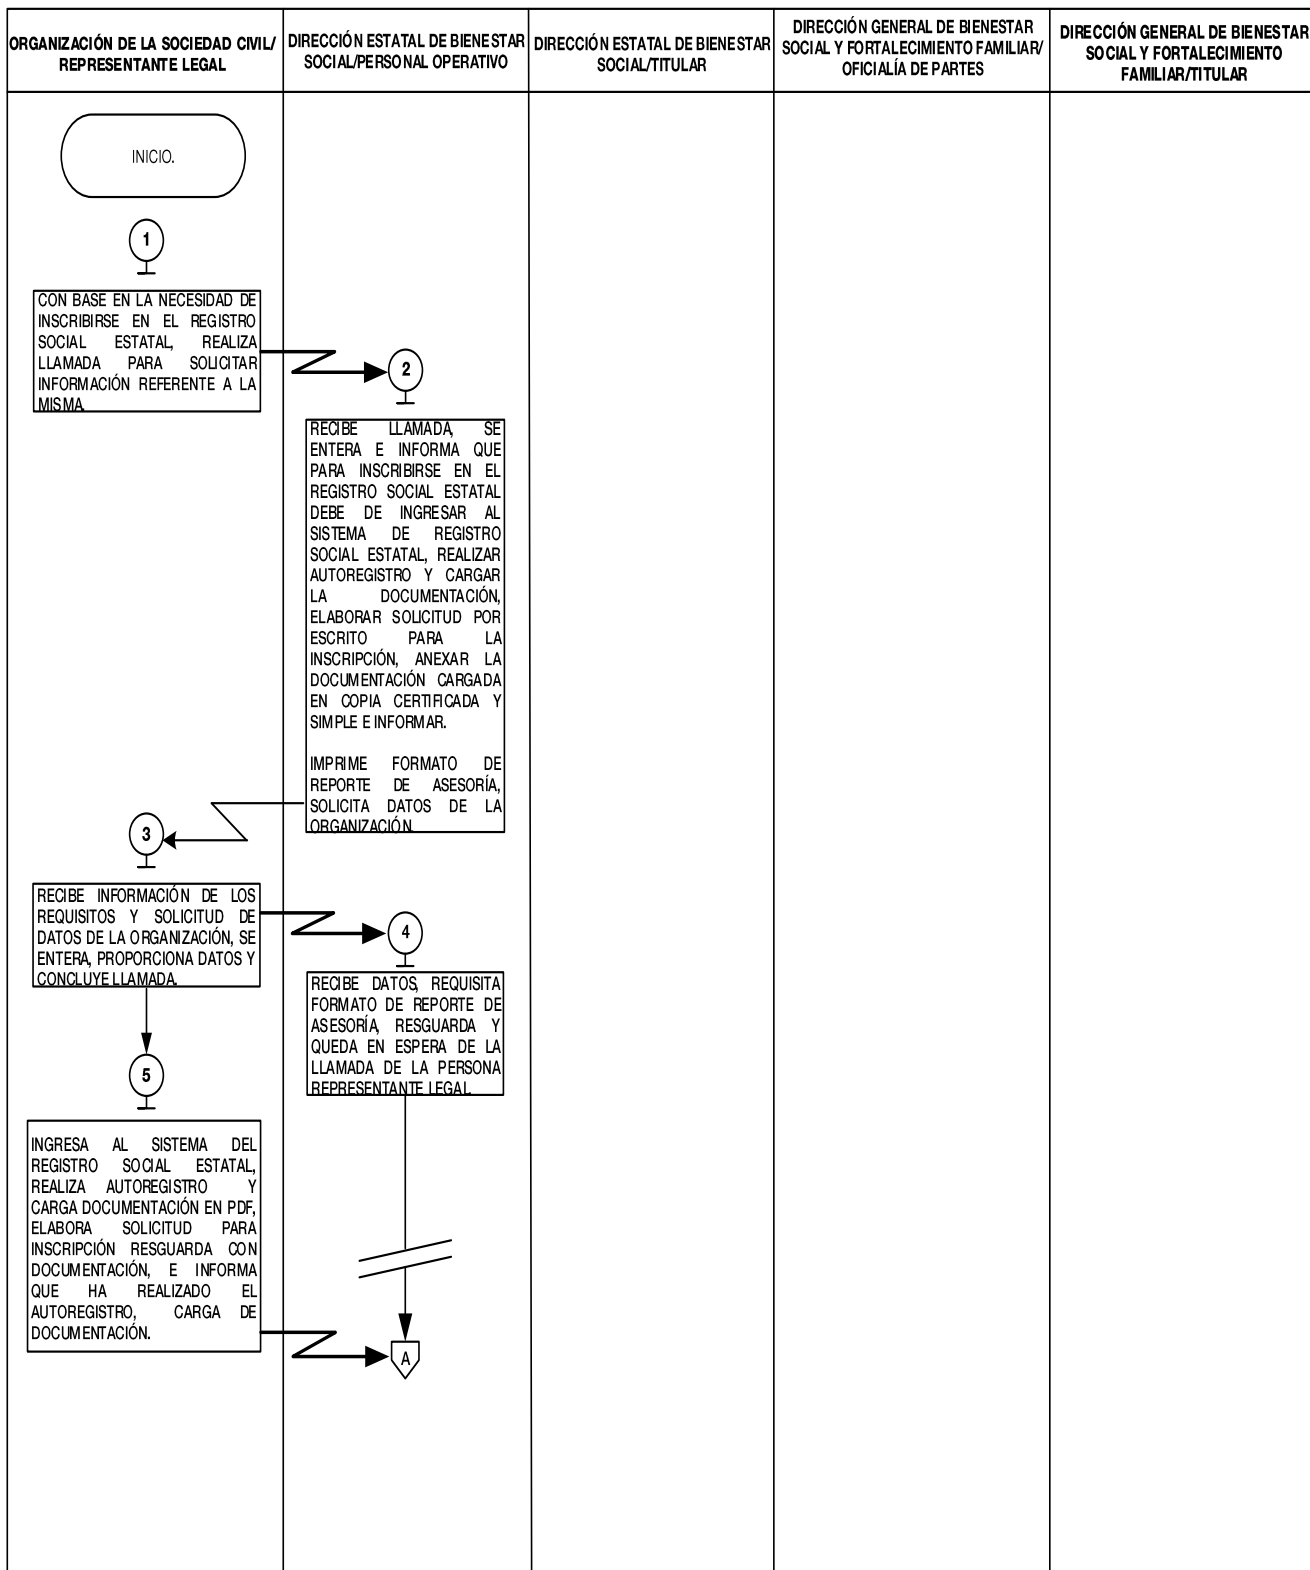 ORGANIZACIÓN DE LA SOCIEDAD CIVIL/
REPRESENTANTE LEGAL
DIRECCIÓN ESTATAL DE BIENESTAR
SOCIAL/PERSONAL OPERATIVO
DIRECCIÓN ESTATAL DE BIENESTAR
SOCIAL/TITULAR
DIRECCIÓN GENERAL DE BIENESTAR
SOCIAL Y FORTALECIMIENTO FAMILIAR/
OFICIALÍA DE PARTES
DIRECCIÓN GENERAL DE BIENESTAR
SOCIAL Y FORTALECIMIENTO
FAMILIAR/TITULAR
INICIO.
1
CON BASE EN LA NECESIDAD DE
INSCRIBIRSE EN EL REGISTRO
SOCIAL ESTATAL, REALIZA
LLAMADA PARA SOLICITAR
INFORMACIÓN REFERENTE A LA
MISMA.
2
RECIBE LLAMADA, SE
ENTERA E INFORMA QUE
PARA INSCRIBIRSE EN EL
REGISTRO SOCIAL ESTATAL
DEBE DE INGRESAR AL
SISTEMA DE REGISTRO
SOCIAL ESTATAL, REALIZAR
AUTOREGISTRO Y CARGAR
LA DOCUMENTACIÓN,
ELABORAR SOLICITUD POR
ESCRITO PARA LA
INSCRIPCIÓN, ANEXAR LA
DOCUMENTACIÓN CARGADA
EN COPIA CERTIFICADA Y
SIMPLE E INFORMAR.
IMPRIME FORMATO DE
REPORTE DE ASESORÍA,
SOLICITA DATOS DE LA
ORGANIZACIÓN.
3
RECIBE INFORMACIÓN DE LOS
REQUISITOS Y SOLICITUD DE
DATOS DE LA ORGANIZACIÓN, SE
ENTERA, PROPORCIONA DATOS Y
CONCLUYE LLAMADA.
4
RECIBE DATOS, REQUISITA
FORMATO DE REPORTE DE
ASESORÍA, RESGUARDA Y
QUEDA EN ESPERA DE LA
LLAMADA DE LA PERSONA
REPRESENTANTE LEGAL.
5
INGRESA AL SISTEMA DEL
REGISTRO SOCIAL ESTATAL,
REALIZA AUTOREGISTRO Y
CARGA DOCUMENTACIÓN EN PDF,
ELABORA SOLICITUD PARA
INSCRIPCIÓN RESGUARDA CON
DOCUMENTACIÓN, E INFORMA
QUE HA REALIZADO EL
AUTOREGISTRO, CARGA DE
DOCUMENTACIÓN.
A